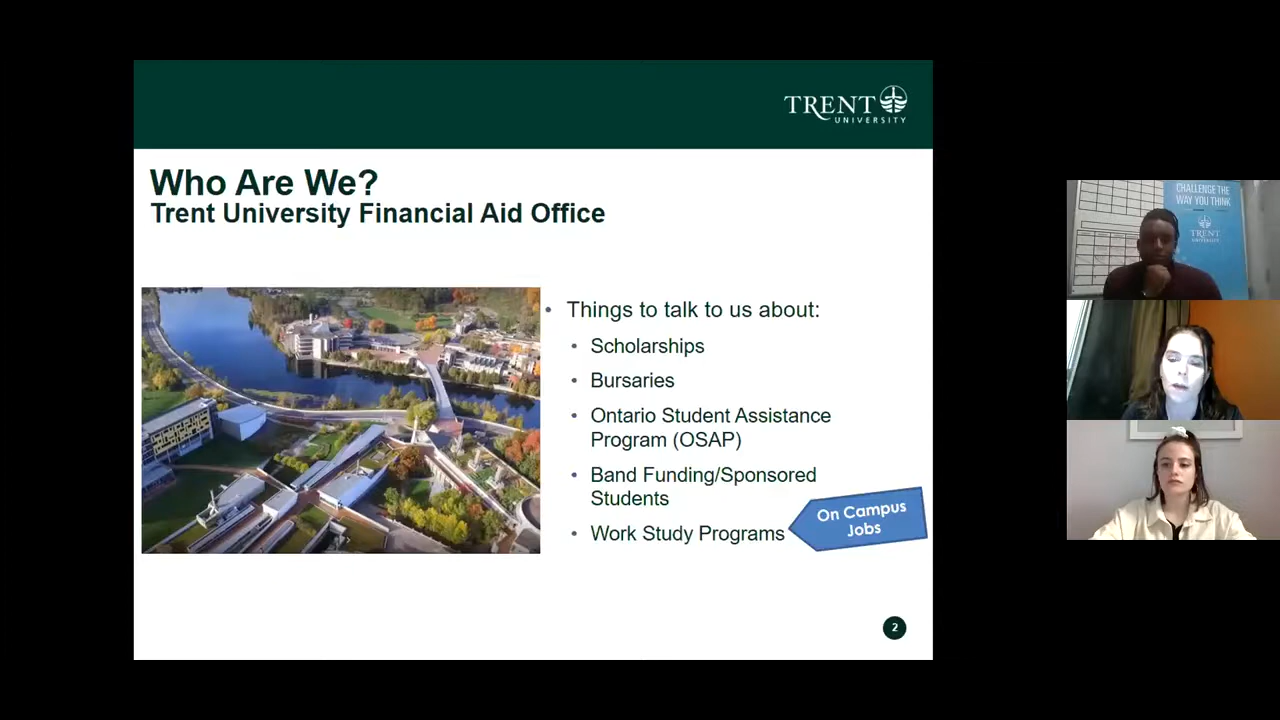 TRENT
UNIVERSITY
Who Are We?
Trent University Financial Aid Office
• Things to talk to us about:
• Scholarships
• Bursaries
• Ontario Student Assistance
Program (OSAP)
• Band Funding/Sponsored
Students
• Work Study Programs
On Campus
Jobs
2
CHALLENGE THE
WAY YOU THINK
TRENT
UNIVERSITY